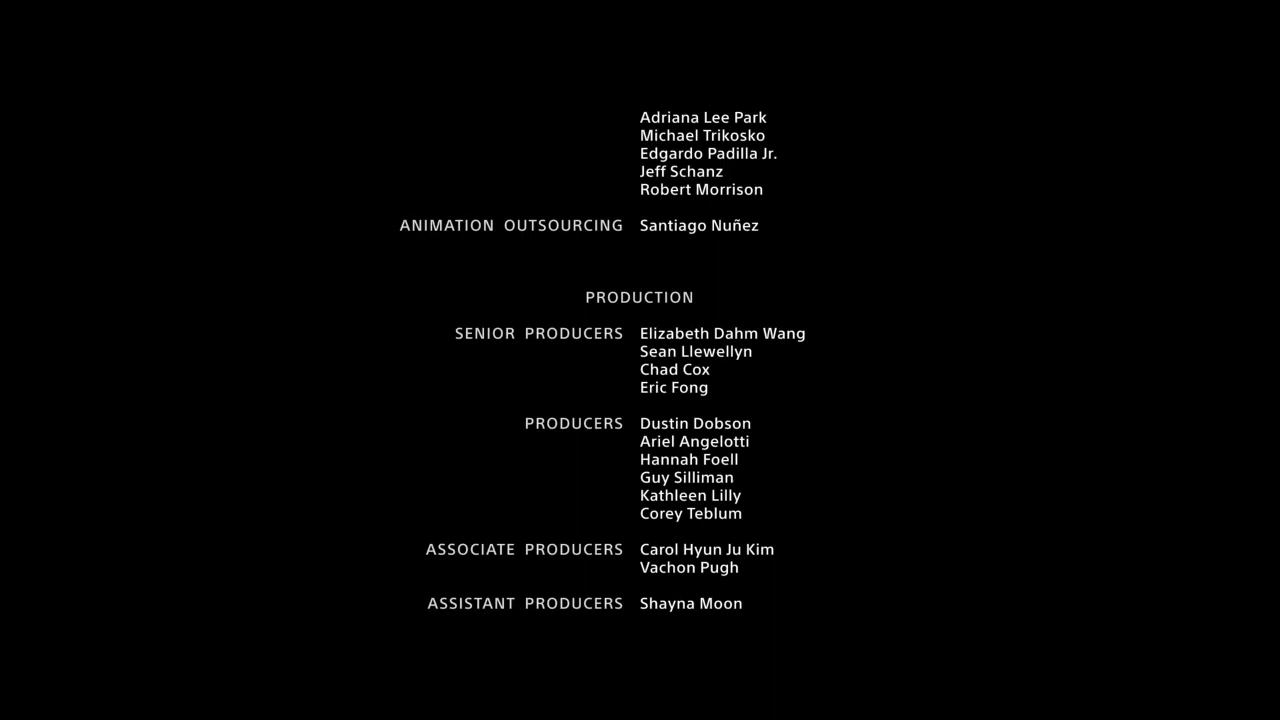 Adriana Lee Park
Michael Trikosko
Edgardo Padilla Jr.
Jeff Schanz
Robert Morrison
ANIMATION OUTSOURCING Santiago Nuñez
PRODUCTION
SENIOR PRODUCERS Elizabeth Dahm Wang
Sean Llewellyn
Chad Cox
Eric Fong
PRODUCERS Dustin Dobson
Ariel Angelotti
Hannah Foell
Guy Silliman
Kathleen Lilly
Corey Teblum
ASSOCIATE PRODUCERS Carol Hyun Ju Kim
Vachon Pugh
ASSISTANT PRODUCERS Shayna Moon